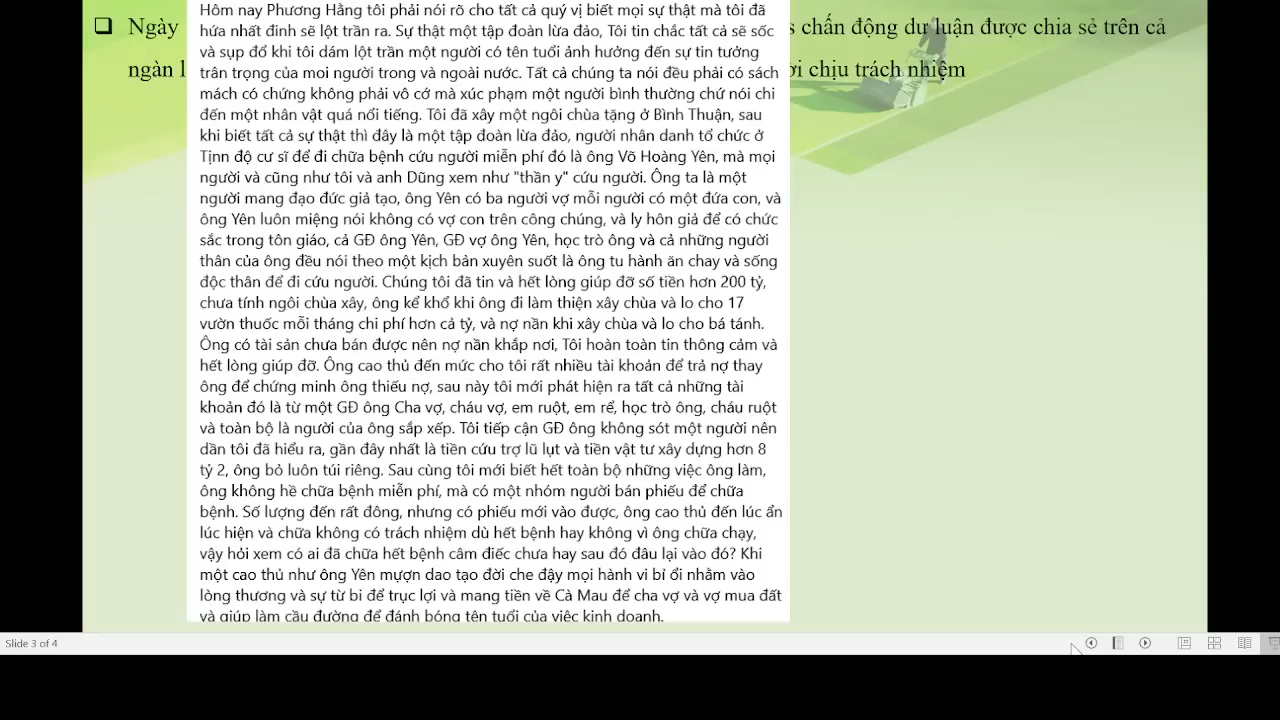 Hôm nay Phương Hằng tôi phải nói rõ cho tất cả quý vị biết mọi sự thật mà tôi đã
hứa nhất đinh sẽ lột trần ra. Sự thật một tập đoàn lừa đảo, Tôi tin chắc tất cả sẽ sốc
và sụp đổ khi tôi dám lột trần một người có tên tuổi ảnh hưởng đến sự tin tưởng
trân trọng của moi người trong và ngoài nước. Tất cả chúng ta nói đều phải có sách
mách có chứng không phải vô cớ mà xúc phạm một người bình thường chứ nói chi
đến một nhân vật quá nổi tiếng. Tôi đã xây một ngôi chùa tặng ở Bình Thuận, sau
khi biết tất cả sự thật thì đây là một tập đoàn lừa đảo, người nhân danh tổ chức ở
Tịnn độ cư sĩ để đi chữa bệnh cứu người miễn phí đó là ông Võ Hoàng Yên, mà mọi
người và cũng như tôi và anh Dũng xem như "thần y" cứu người. Ông ta là một
người mang đạo đức giả tạo, ông Yên có ba người vợ mỗi người có một đứa con, và
ông Yên luôn miệng nói không có vợ con trên công chúng, và ly hôn giả để có chức
sắc trong tôn giáo, cả GĐ ông Yên, GĐ vợ ông Yên, học trò ông và cả những người
thân của ông đều nói theo một kịch bản xuyên suốt là ông tu hành ăn chay và sống
độc thân để đi cứu người. Chúng tôi đã tin và hết lòng giúp đỡ số tiền hơn 200 tỷ,
chưa tính ngôi chùa xây, ông kể khổ khi ông đi làm thiện xây chùa và lo cho 17
vườn thuốc mỗi tháng chi phí hơn cả tỷ, và nợ nần khi xây chùa và lo cho bá tánh.
Ông có tài sản chưa bán được nên nợ nần khắp nơi, Tôi hoàn toàn tin thông cảm và
hết lòng giúp đỡ. Ông cao thủ đến mức cho tôi rất nhiều tài khoản để trả nợ thay
ông để chứng minh ông thiếu nợ, sau này tôi mới phát hiện ra tất cả những tài
khoản đó là từ một GĐ ông Cha vợ, cháu vợ, em ruột, em rể, học trò ông, cháu ruột
và toàn bộ là người của ông sắp xếp. Tôi tiếp cận GĐ ông không sót một người nên
dần tôi đã hiểu ra, gần đây nhất là tiền cứu trợ lũ lụt và tiền vật tư xây dựng hơn 8
tỷ 2, ông bỏ luôn túi riêng. Sau cùng tôi mới biết hết toàn bộ những việc ông làm,
ông không hề chữa bệnh miễn phí, mà có một nhóm người bán phiếu để chữa
bệnh. Số lượng đến rất đông, nhưng có phiếu mới vào được, ông cao thủ đến lúc ẩn
lúc hiện và chữa không có trách nhiệm dù hết bệnh hay không vì ông chữa chạy,
vậy hỏi xem có ai đã chữa hết bệnh câm điếc chưa hay sau đó đâu lại vào đó? Khi
một cao thủ như ông Yên mượn dao tạo đời che đậy mọi hành vi bỉ ổi nhằm vào
lòng thương và sự từ bi để trục lợi và mang tiền về Cà Mau để cha vợ và vợ mua đất
và giúp làm cầu đường để đánh bóng tên tuổi của việc kinh doanh.
Ngày s chấn động dư luận được chia sẻ trên cả
ngàn l ời chịu trách nhiệm
Slide 3 of 4